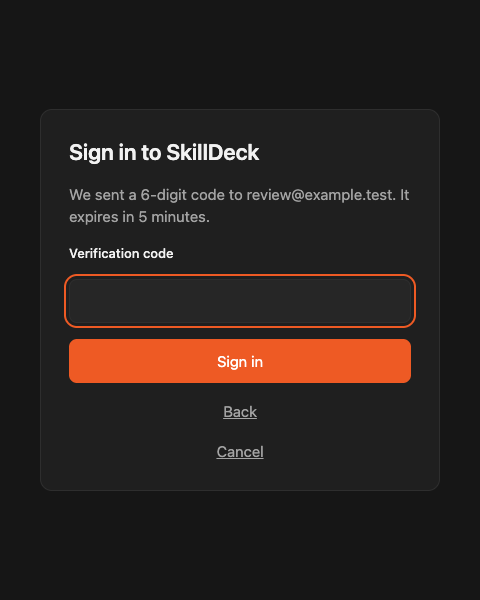 Sign in to SkillDeck
We sent a 6-digit code to review@example.test. It
expires in 5 minutes.
Verification code
Sign in
Back
Cancel